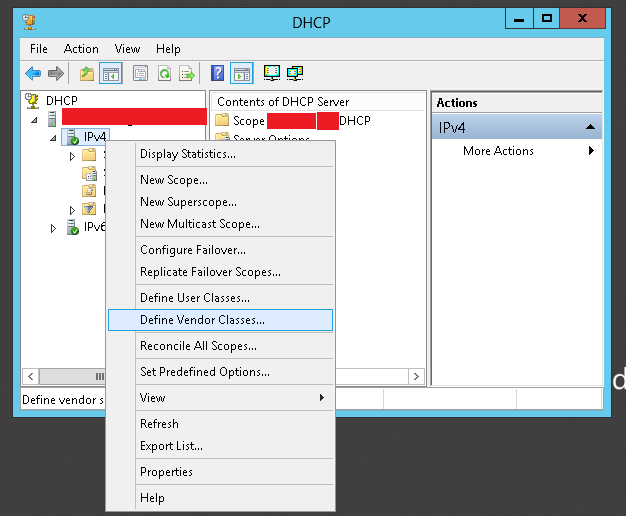 DHCP
File Action View Help
DHCP
IPv4
IPv6
Contents of DHCP Server
Scope DHCP
Server Options
Actions
IPv4
More Actions
Display Statistics...
New Scope...
New Superscope...
New Multicast Scope...
Configure Failover...
Replicate Failover Scopes...
Define User Classes...
Define Vendor Classes...
Reconcile All Scopes...
Set Predefined Options...
View
Refresh
Export List...
Properties
Help
Define vendor s
d